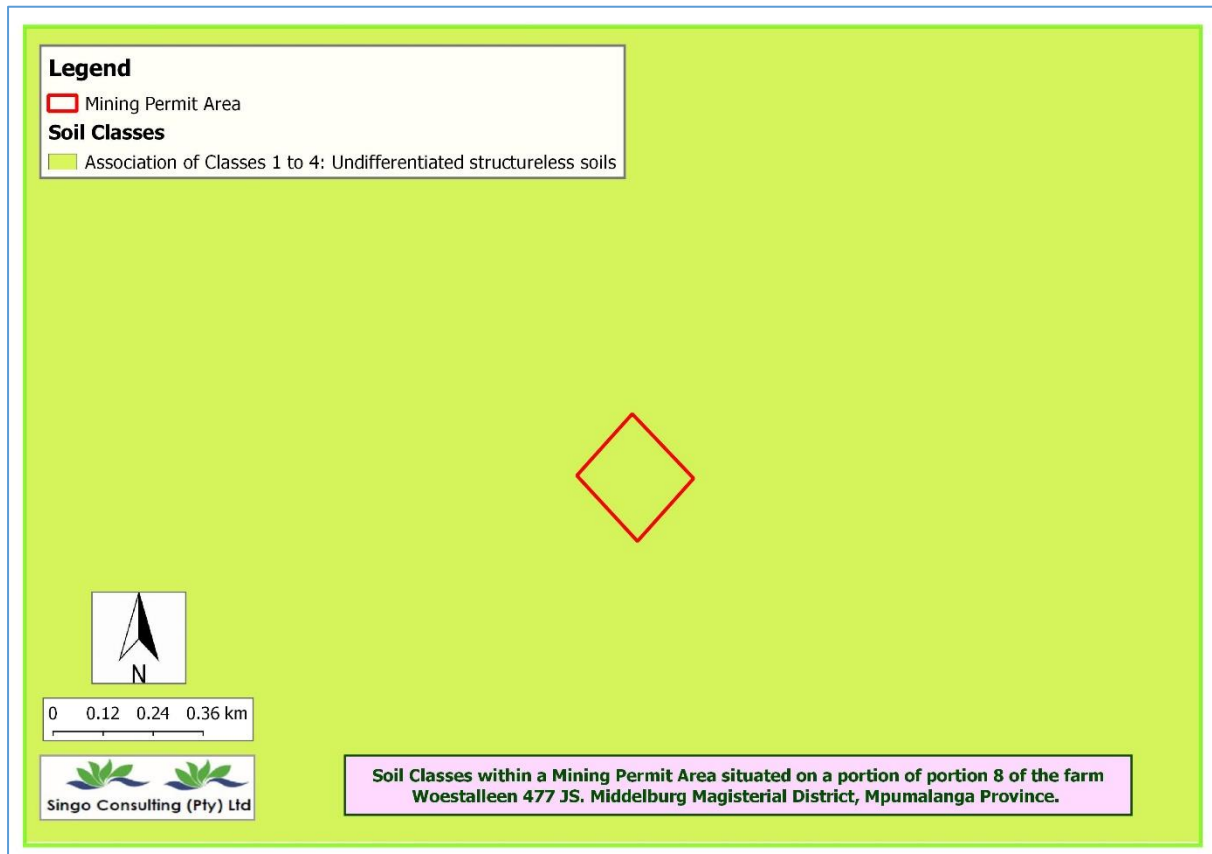 Legend
Mining Permit Area
Soil Classes
Association of Classes 1 to 4: Undifferentiated structureless soils
N
0 0.12 0.24 0.36 km
Singo Consulting (Pty) Ltd
Soil Classes within a Mining Permit Area situated on a portion of portion 8 of the farm
Woestalleen 477 JS. Middelburg Magisterial District, Mpumalanga Province.